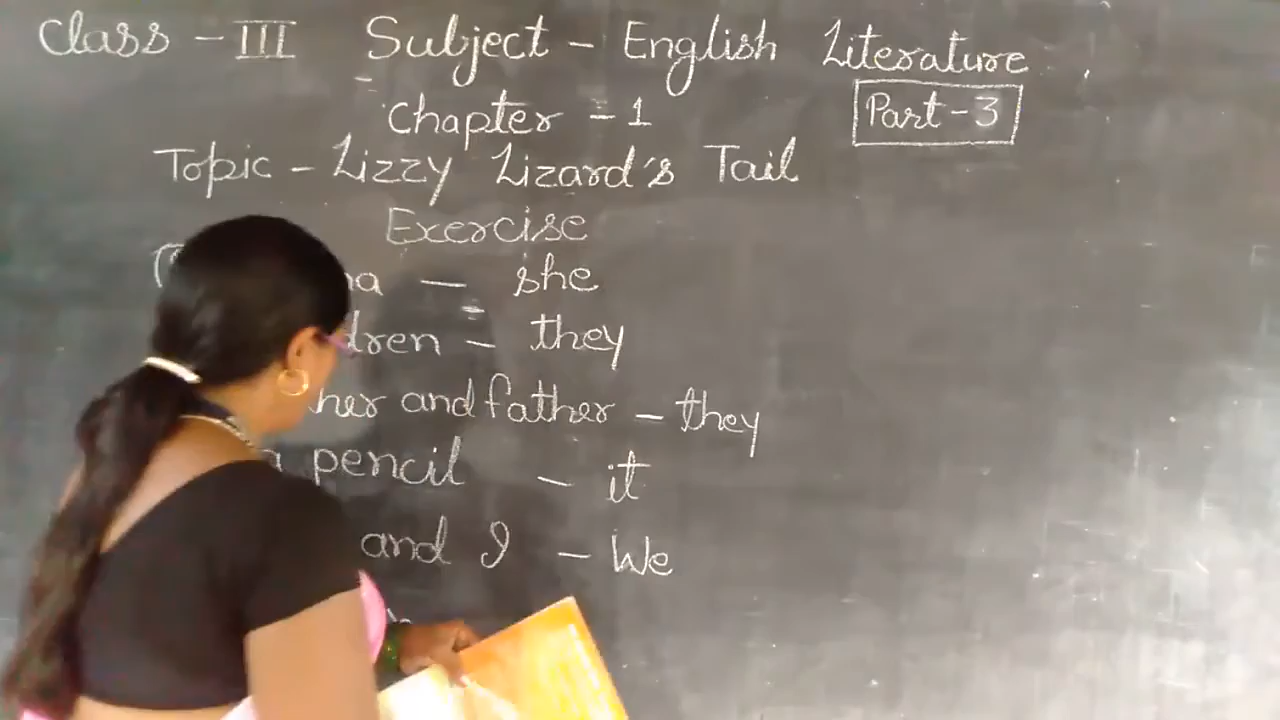 Class - III Subject - English Literature
Chapter - 1 Part-3
Topic - Lizzy Lizard's Tail
Exercise
— she
— they
and father — they
pencil — it
and I — We